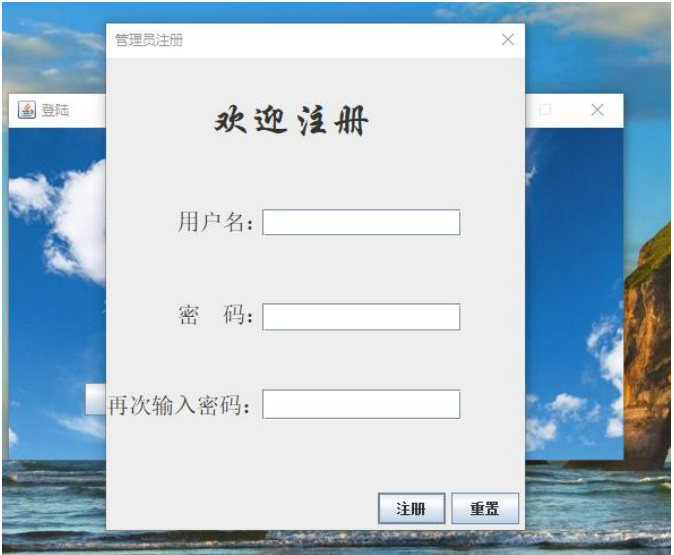 管理员注册
登陆
欢迎注册
用户名：
密 码：
再次输入密码：
注册 重置